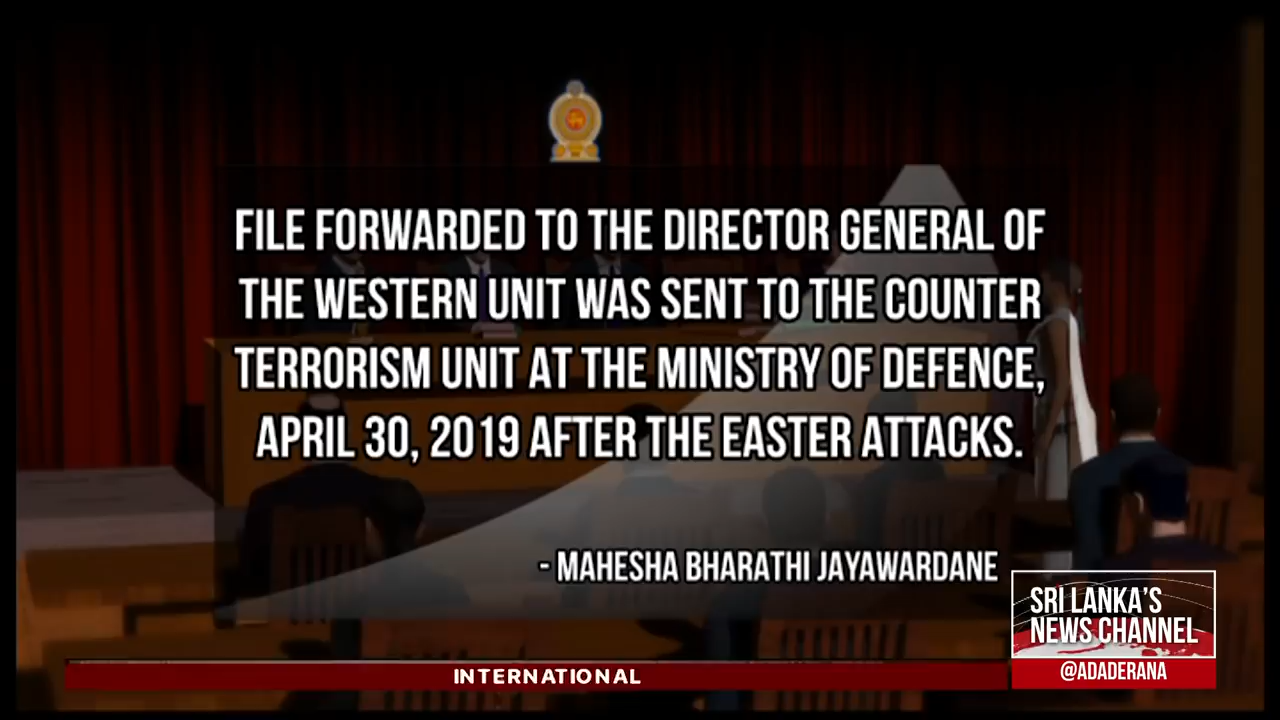 FILE FORWARDED TO THE DIRECTOR GENERAL OF
THE WESTERN UNIT WAS SENT TO THE COUNTER
TERRORISM UNIT AT THE MINISTRY OF DEFENCE,
APRIL 30, 2019 AFTER THE EASTER ATTACKS.
- MAHESHA BHARATHI JAYAWARDANE
SRI LANKA'S
NEWS CHANNEL
@ADADERANA
INTERNATIONAL